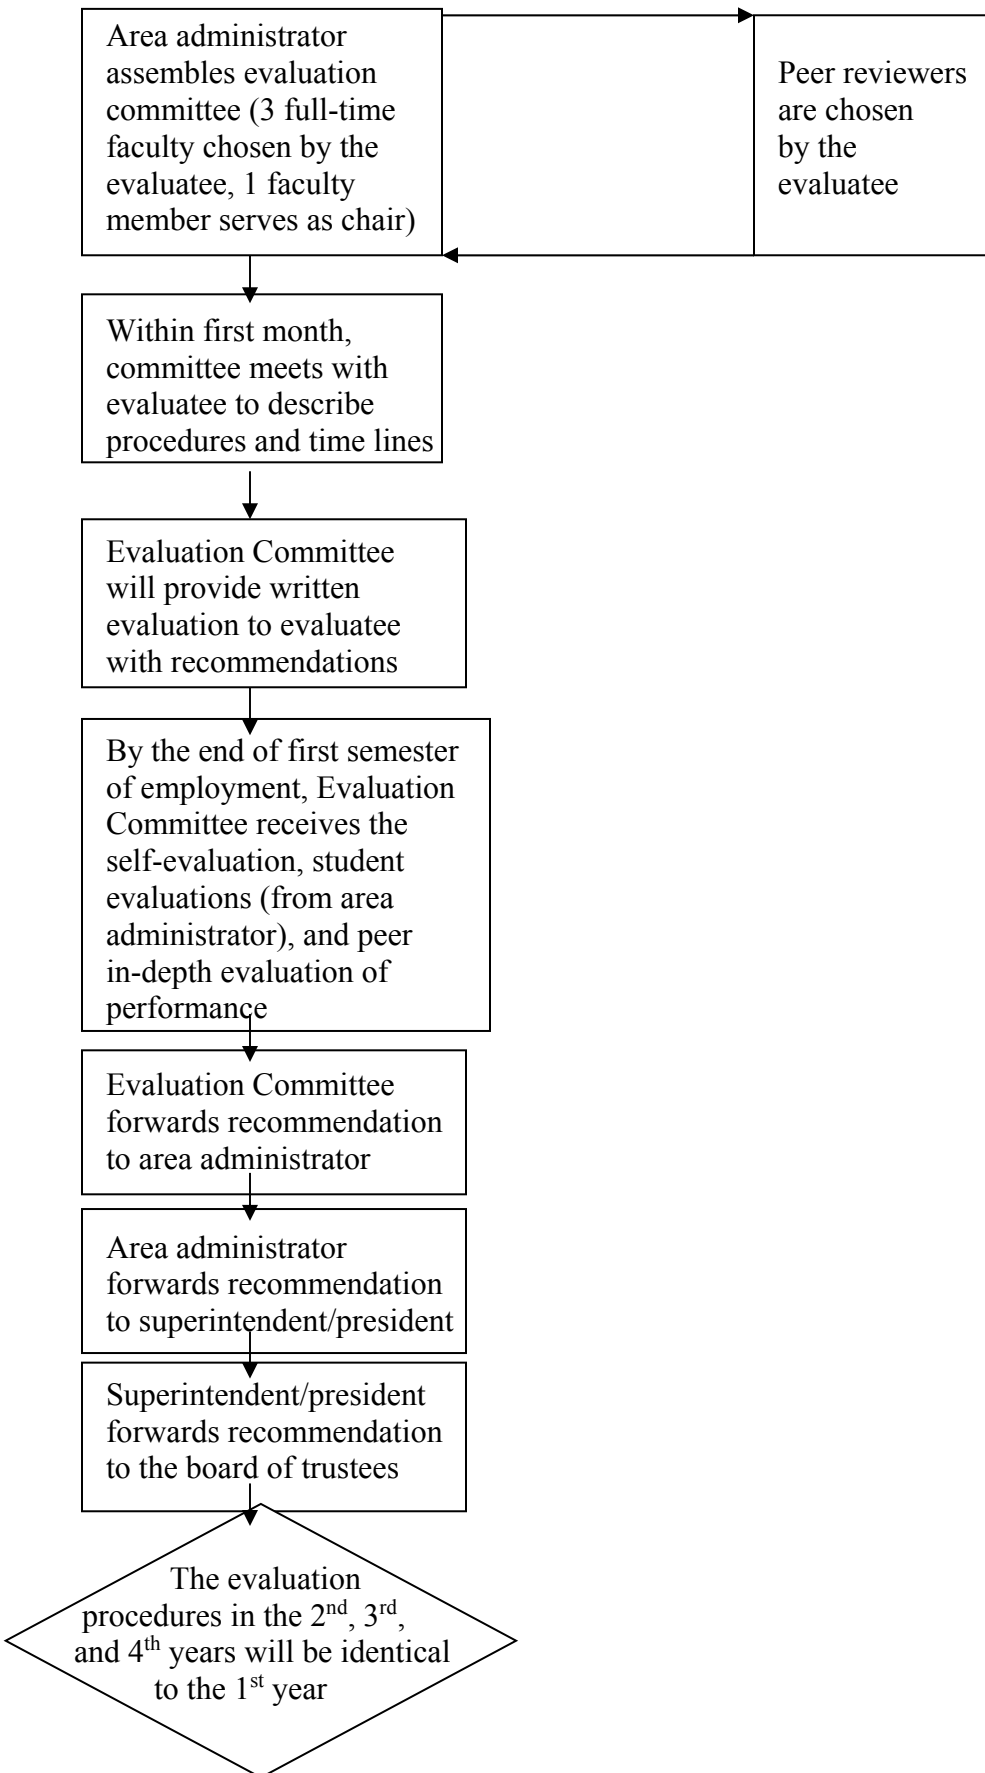 Area administrator
assembles evaluation
committee (3 full-time
faculty chosen by the
evaluatee, 1 faculty
member serves as chair)
Peer reviewers
are chosen
by the
evaluatee
Within first month,
committee meets with
evaluatee to describe
procedures and time lines
Evaluation Committee
will provide written
evaluation to evaluatee
with recommendations
By the end of first semester
of employment, Evaluation
Committee receives the
self-evaluation, student
evaluations (from area
administrator), and peer
in-depth evaluation of
performance
Evaluation Committee
forwards recommendation
to area administrator
Area administrator
forwards recommendation
to superintendent/president
Superintendent/president
forwards recommendation
to the board of trustees
The evaluation
procedures in the 2nd, 3rd,
and 4th years will be identical
to the 1st year